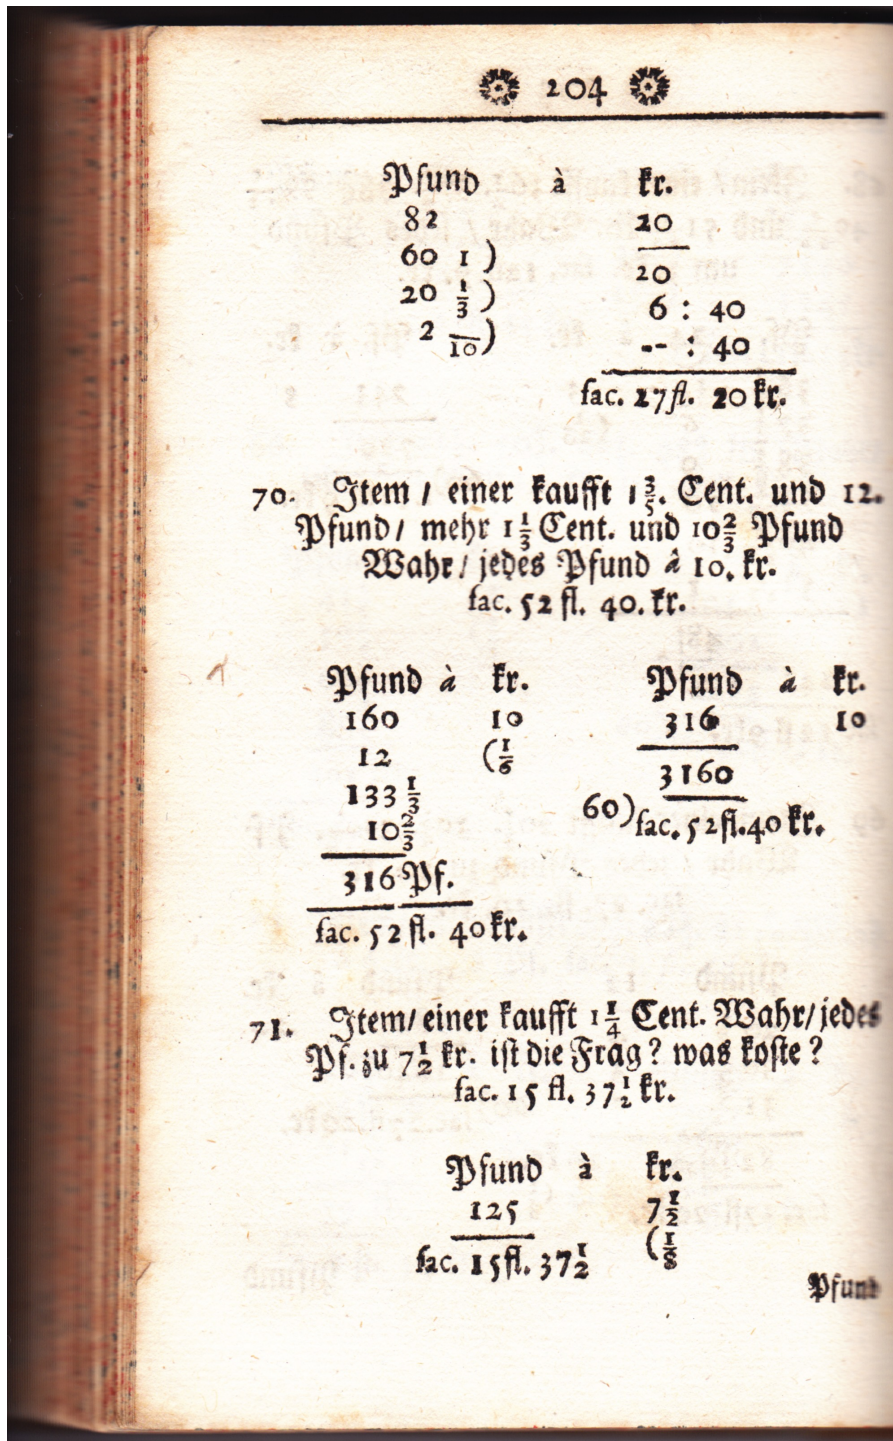 204
Pfund à kr.
82 20
60 1 ) 20
20 1/3 ) 6 : 40
2 1/10 ) -- : 40
fac. 27 fl. 20 kr.
70. Item / einer kaufft 1 3/5. Cent. und 12.
Pfund / mehr 1 1/3 Cent. und 10 2/3 Pfund
Wahr / jedes Pfund â 10. kr.
fac. 52 fl. 40. kr.
Pfund à kr.
160 10
12 (1/6
133 1/3
10 2/3
316 Pf.
fac. 52 fl. 40 kr.
Pfund à kr.
316 10
3160
60) fac. 52 fl. 40 kr.
71. Item / einer kaufft 1 1/4 Cent. Wahr / jedes
Pf. zu 7 1/2 kr. ist die Frag? was koste?
fac. 15 fl. 37 1/2 kr.
Pfund à kr.
125 7 1/2
fac. 15 fl. 37 1/2 (1/8
Pfund